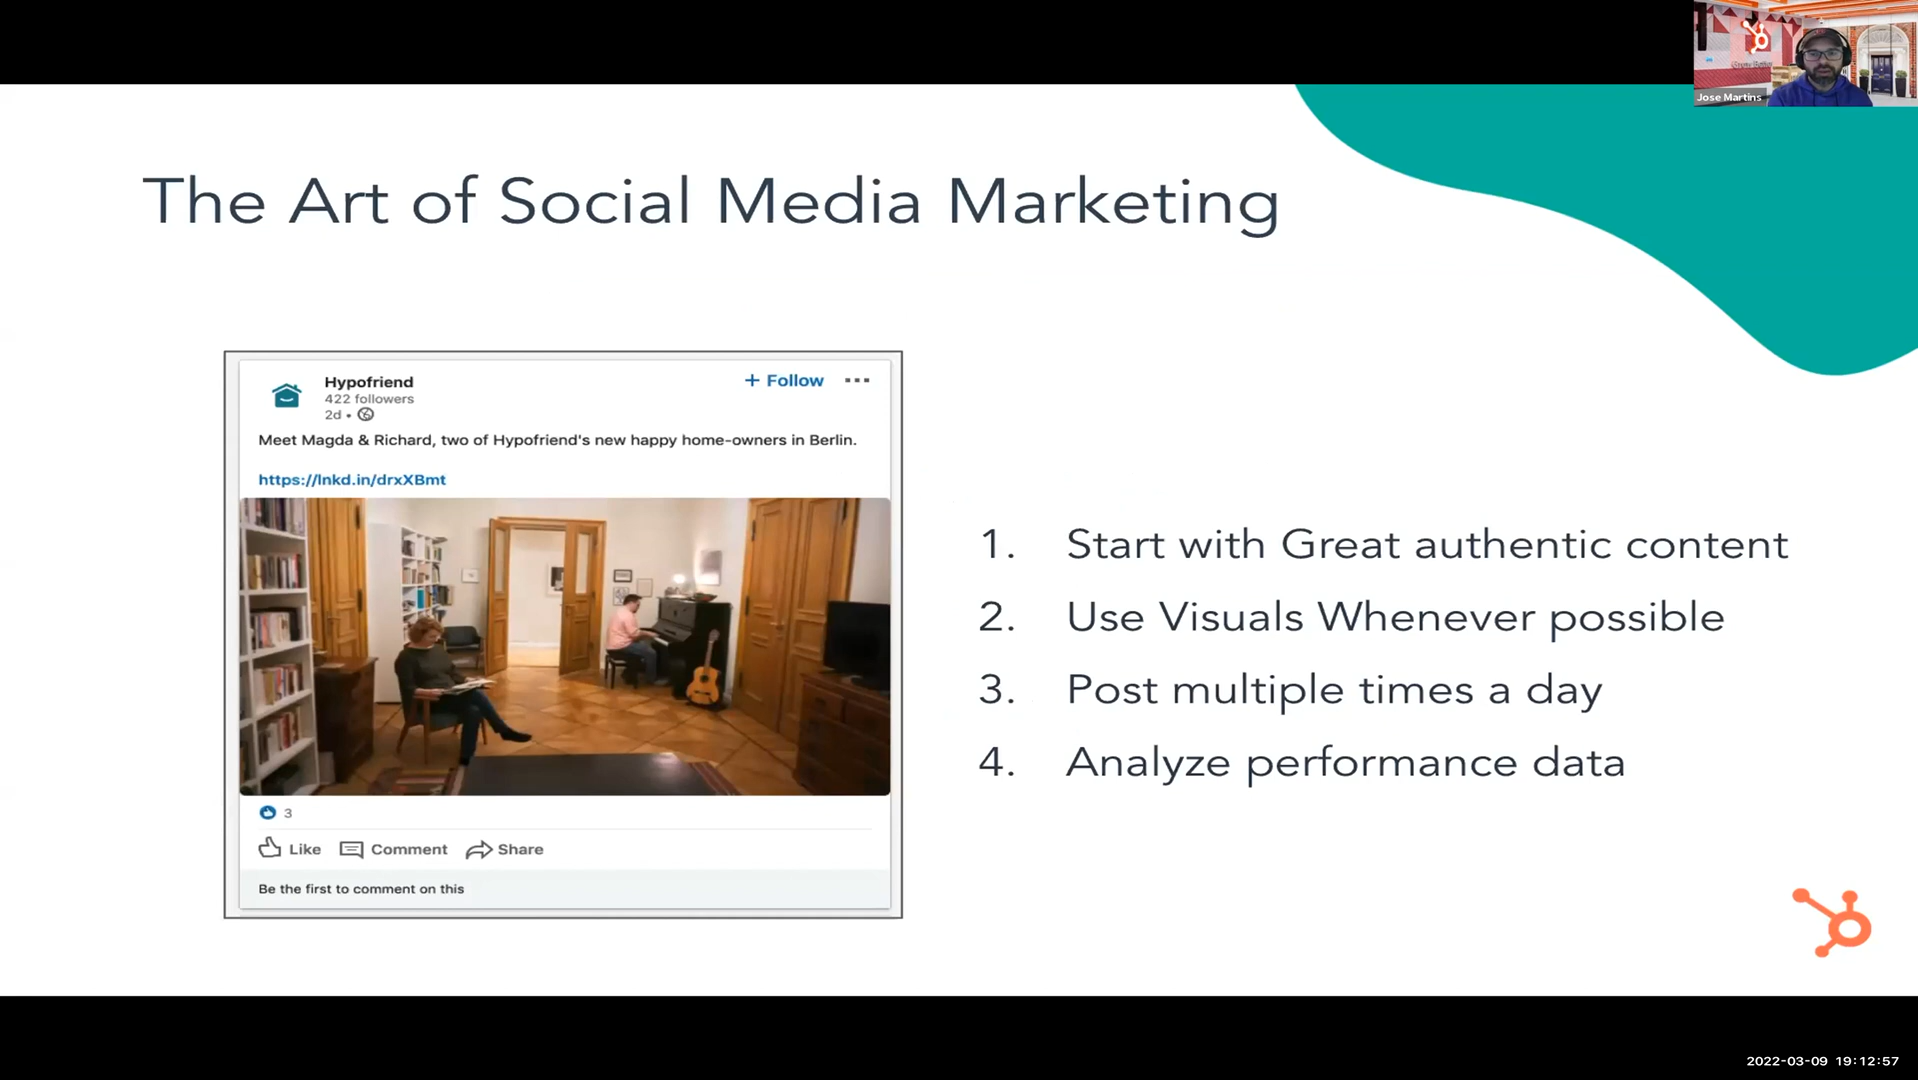 Jose Martins
The Art of Social Media Marketing
Hypofriend
422 followers
2d •
+ Follow
Meet Magda & Richard, two of Hypofriend's new happy home-owners in Berlin.
https://lnkd.in/drxXBmt
3
Like Comment Share
Be the first to comment on this
1. Start with Great authentic content
2. Use Visuals Whenever possible
3. Post multiple times a day
4. Analyze performance data
2022-03-09 19:12:57